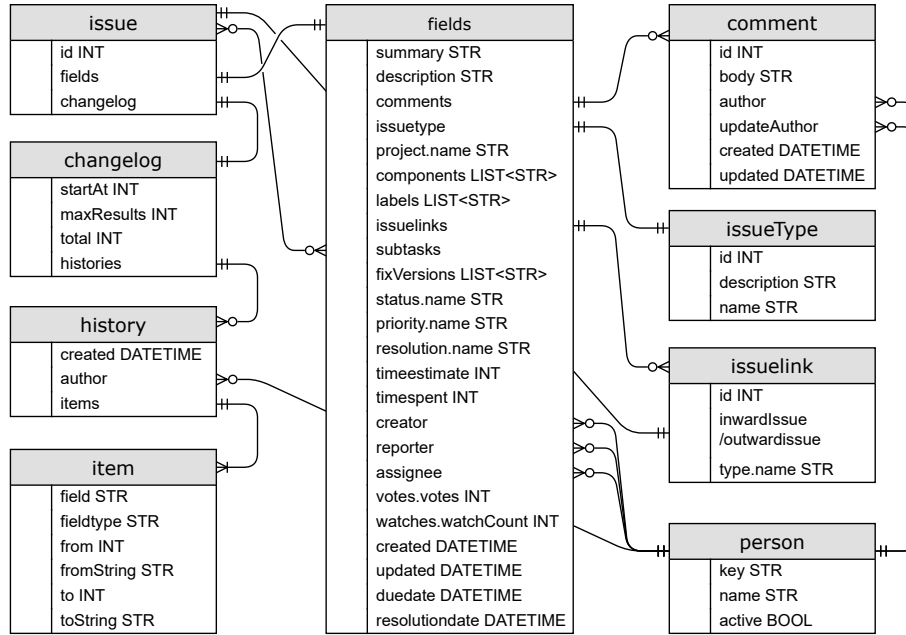 issue
id INT
fields
changelog
changelog
startAt INT
maxResults INT
total INT
histories
history
created DATETIME
author
items
item
field STR
fieldtype STR
from INT
fromString STR
to INT
toString STR
fields
summary STR
description STR
comments
issuetype
project.name STR
components LIST<STR>
labels LIST<STR>
issuelinks
subtasks
fixVersions LIST<STR>
status.name STR
priority.name STR
resolution.name STR
timeestimate INT
timespent INT
creator
reporter
assignee
votes.votes INT
watches.watchCount INT
created DATETIME
updated DATETIME
duedate DATETIME
resolutiondate DATETIME
comment
id INT
body STR
author
updateAuthor
created DATETIME
updated DATETIME
issueType
id INT
description STR
name STR
issuelink
id INT
inwardIssue
/outwardissue
type.name STR
person
key STR
name STR
active BOOL